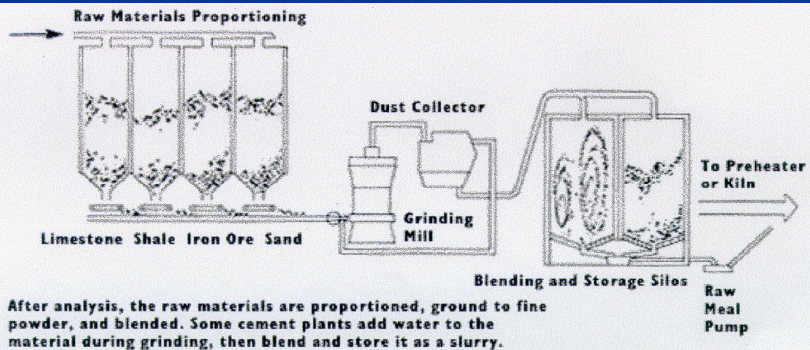 Raw Materials Proportioning
Dust Collector
To Preheater
or Kiln
Grinding
Mill
Limestone Shale Iron Ore Sand
Blending and Storage Silos
Raw
Meal
Pump
After analysis, the raw materials are proportioned, ground to fine
powder, and blended. Some cement plants add water to the
material during grinding, then blend and store it as a slurry.